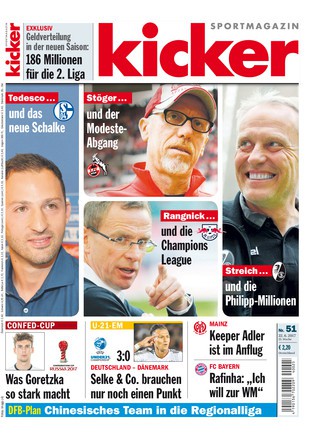 kicker
EXKLUSIV
Geldverteilung
in der neuen Saison:
186 Millionen
für die 2. Liga
SPORTMAGAZIN
kicker
Tedesco ...
und das
neue Schalke
Stöger ...
und der
Modeste-
Abgang
Rangnick ...
und die
Champions
League
Streich ...
und die
Philipp-Millionen
CONFED-CUP
Was Goretzka
so stark macht
U-21-EM
3:0
DEUTSCHLAND – DÄNEMARK
Selke & Co. brauchen
nur noch einen Punkt
MAINZ
Keeper Adler
ist im Anflug
FC BAYERN
Rafinha: „Ich
will zur WM“
Nr. 51
€ 2,20
DFB-Plan Chinesisches Team in die Regionalliga